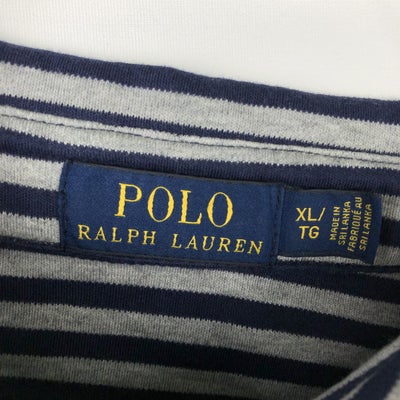 POLO
RALPH LAUREN
XL/
TG
MADE IN
SRI LANKA
FABRIQUÉ AU
SRI LANKA